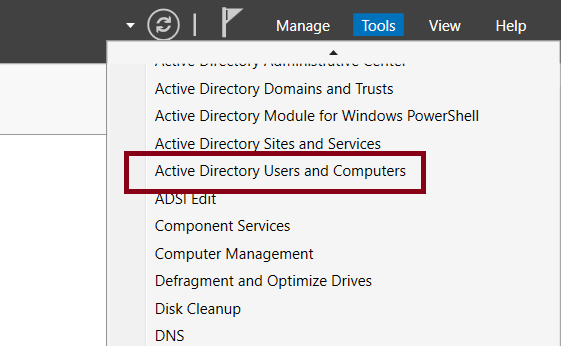 Manage Tools View Help
Active Directory Administrative Center
Active Directory Domains and Trusts
Active Directory Module for Windows PowerShell
Active Directory Sites and Services
Active Directory Users and Computers
ADSI Edit
Component Services
Computer Management
Defragment and Optimize Drives
Disk Cleanup
DNS